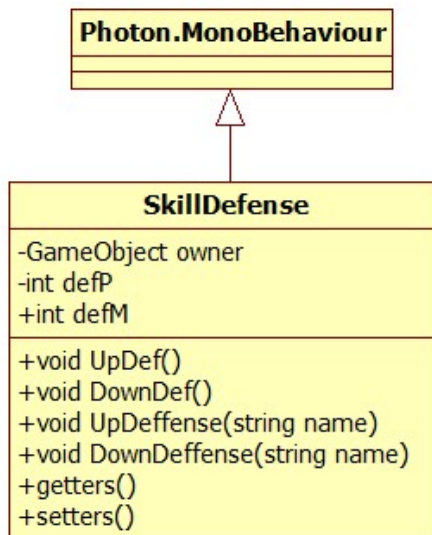 Photon.MonoBehaviour
SkillDefense
-GameObject owner
-int defP
+int defM
+void UpDef()
+void DownDef()
+void UpDeffense(string name)
+void DownDeffense(string name)
+getters()
+setters()